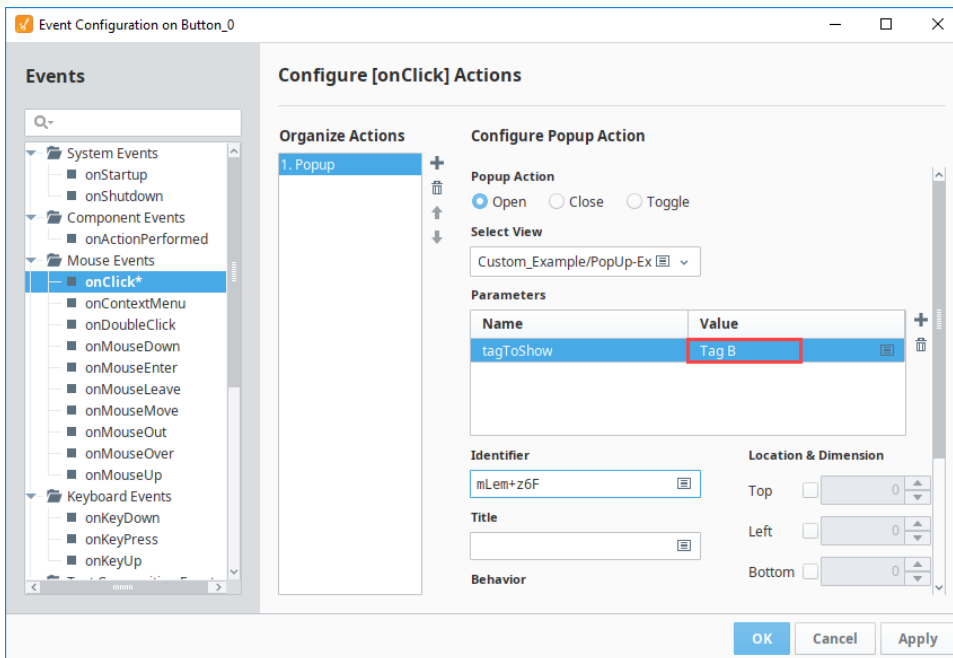 Event Configuration on Button_0
Events
System Events
onStartup
onShutdown
Component Events
onActionPerformed
Mouse Events
onClick*
onContextMenu
onDoubleClick
onMouseDown
onMouseEnter
onMouseLeave
onMouseMove
onMouseOut
onMouseOver
onMouseUp
Keyboard Events
onKeyDown
onKeyPress
onKeyUp
Configure [onClick] Actions
Organize Actions
1. Popup
Configure Popup Action
Popup Action
Open Close Toggle
Select View
Custom_Example/PopUp-Ex
Parameters
Name Value
tagToShow Tag B
Identifier
mLem+z6F
Title
Behavior
Location & Dimension
Top 0
Left 0
Bottom 0
OK Cancel Apply